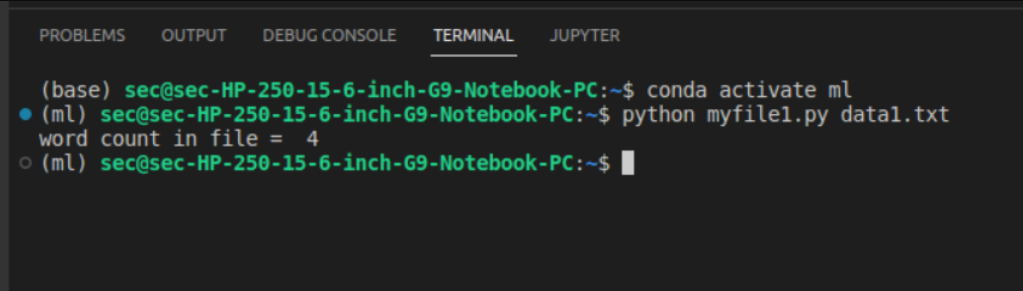 PROBLEMS OUTPUT DEBUG CONSOLE TERMINAL JUPYTER
(base) sec@sec-HP-250-15-6-inch-G9-Notebook-PC:~$ conda activate ml
(ml) sec@sec-HP-250-15-6-inch-G9-Notebook-PC:~$ python myfile1.py data1.txt
word count in file =  4
(ml) sec@sec-HP-250-15-6-inch-G9-Notebook-PC:~$